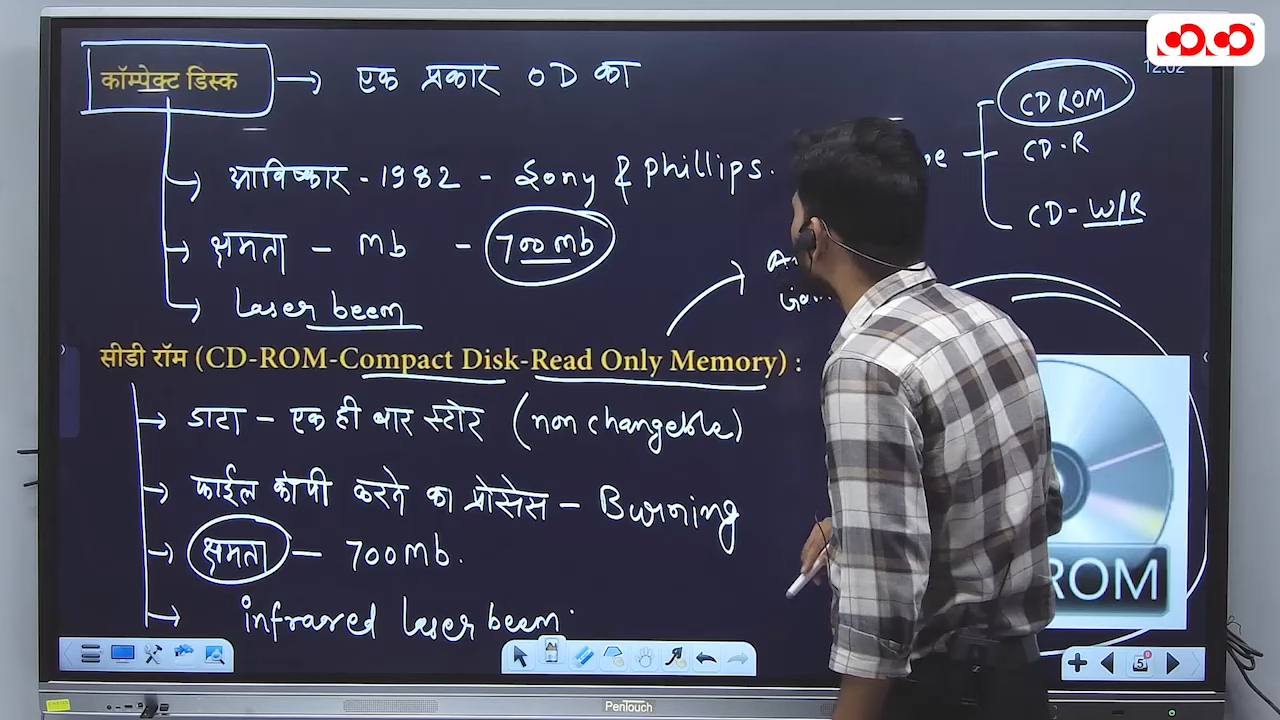 12:02
कॉम्पेक्ट डिस्क → एक प्रकार OD का
CD ROM
CD-R
CD-W/R
→ आविष्कार - 1982 - Sony & Phillips.
→ क्षमता - mb - 700 mb
→ Laser beem
सीडी रॉम (CD-ROM-Compact Disk-Read Only Memory) :
→ डाटा - एक ही बार स्टोर (non changeble)
→ फाईल कोपी करने का प्रोसेस - Burning
→ क्षमता - 700mb.
→ infrared laser beem.
ROM
5
PenTouch